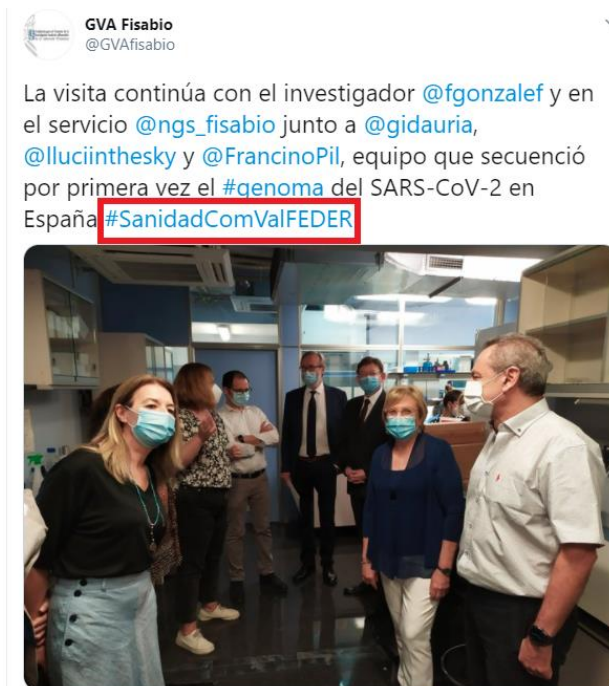 GVA Fisabio
@GVAfisabio
La visita continúa con el investigador @fgonzalef y en
el servicio @ngs_fisabio junto a @gidauria,
@lluciinthesky y @FrancinoPil, equipo que secuenció
por primera vez el #genoma del SARS-CoV-2 en
España #SanidadComValFEDER